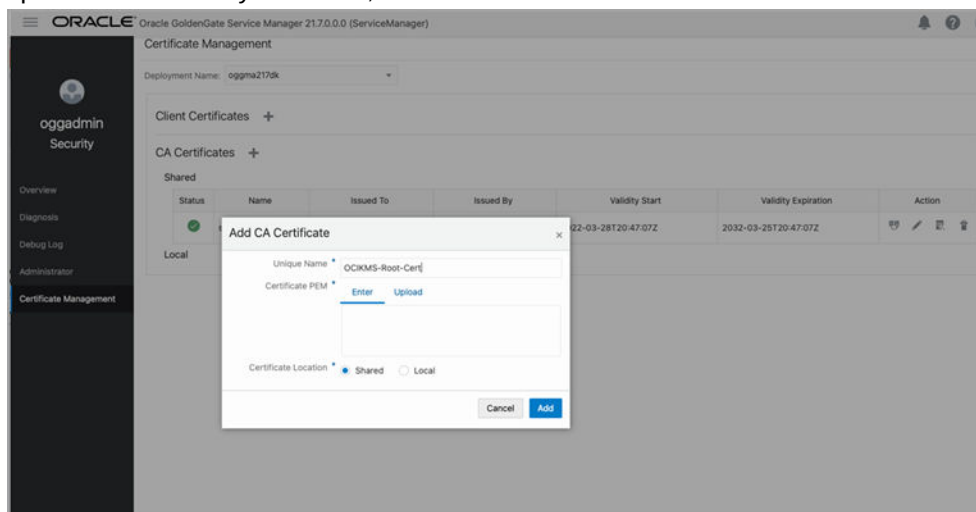 ORACLE Oracle GoldenGate Service Manager 21.7.0.0.0 (ServiceManager)
Certificate Management
Deployment Name: oggma217dk
oggadmin
Security
Overview
Diagnosis
Debug Log
Administrator
Certificate Management
Client Certificates
CA Certificates
Shared
Status Name Issued To Issued By Validity Start Validity Expiration Action
22-03-28T20:47:07Z 2032-03-25T20:47:07Z
Local
Add CA Certificate
Unique Name * OCIKMS-Root-Cert
Certificate PEM * Enter Upload
Certificate Location * Shared Local
Cancel Add